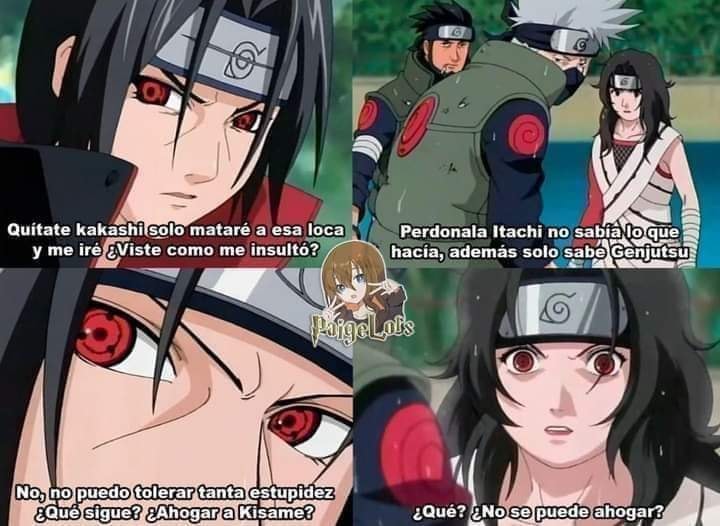 Quítate kakashi solo mataré a esa loca
y me iré ¿Viste como me insultó?
Perdonala Itachi no sabía lo que
hacía, además solo sabe Genjutsu
PaigeLofs
No, no puedo tolerar tanta estupidez
¿Qué sigue? ¿Ahogar a Kisame?
¿Qué? ¿No se puede ahogar?